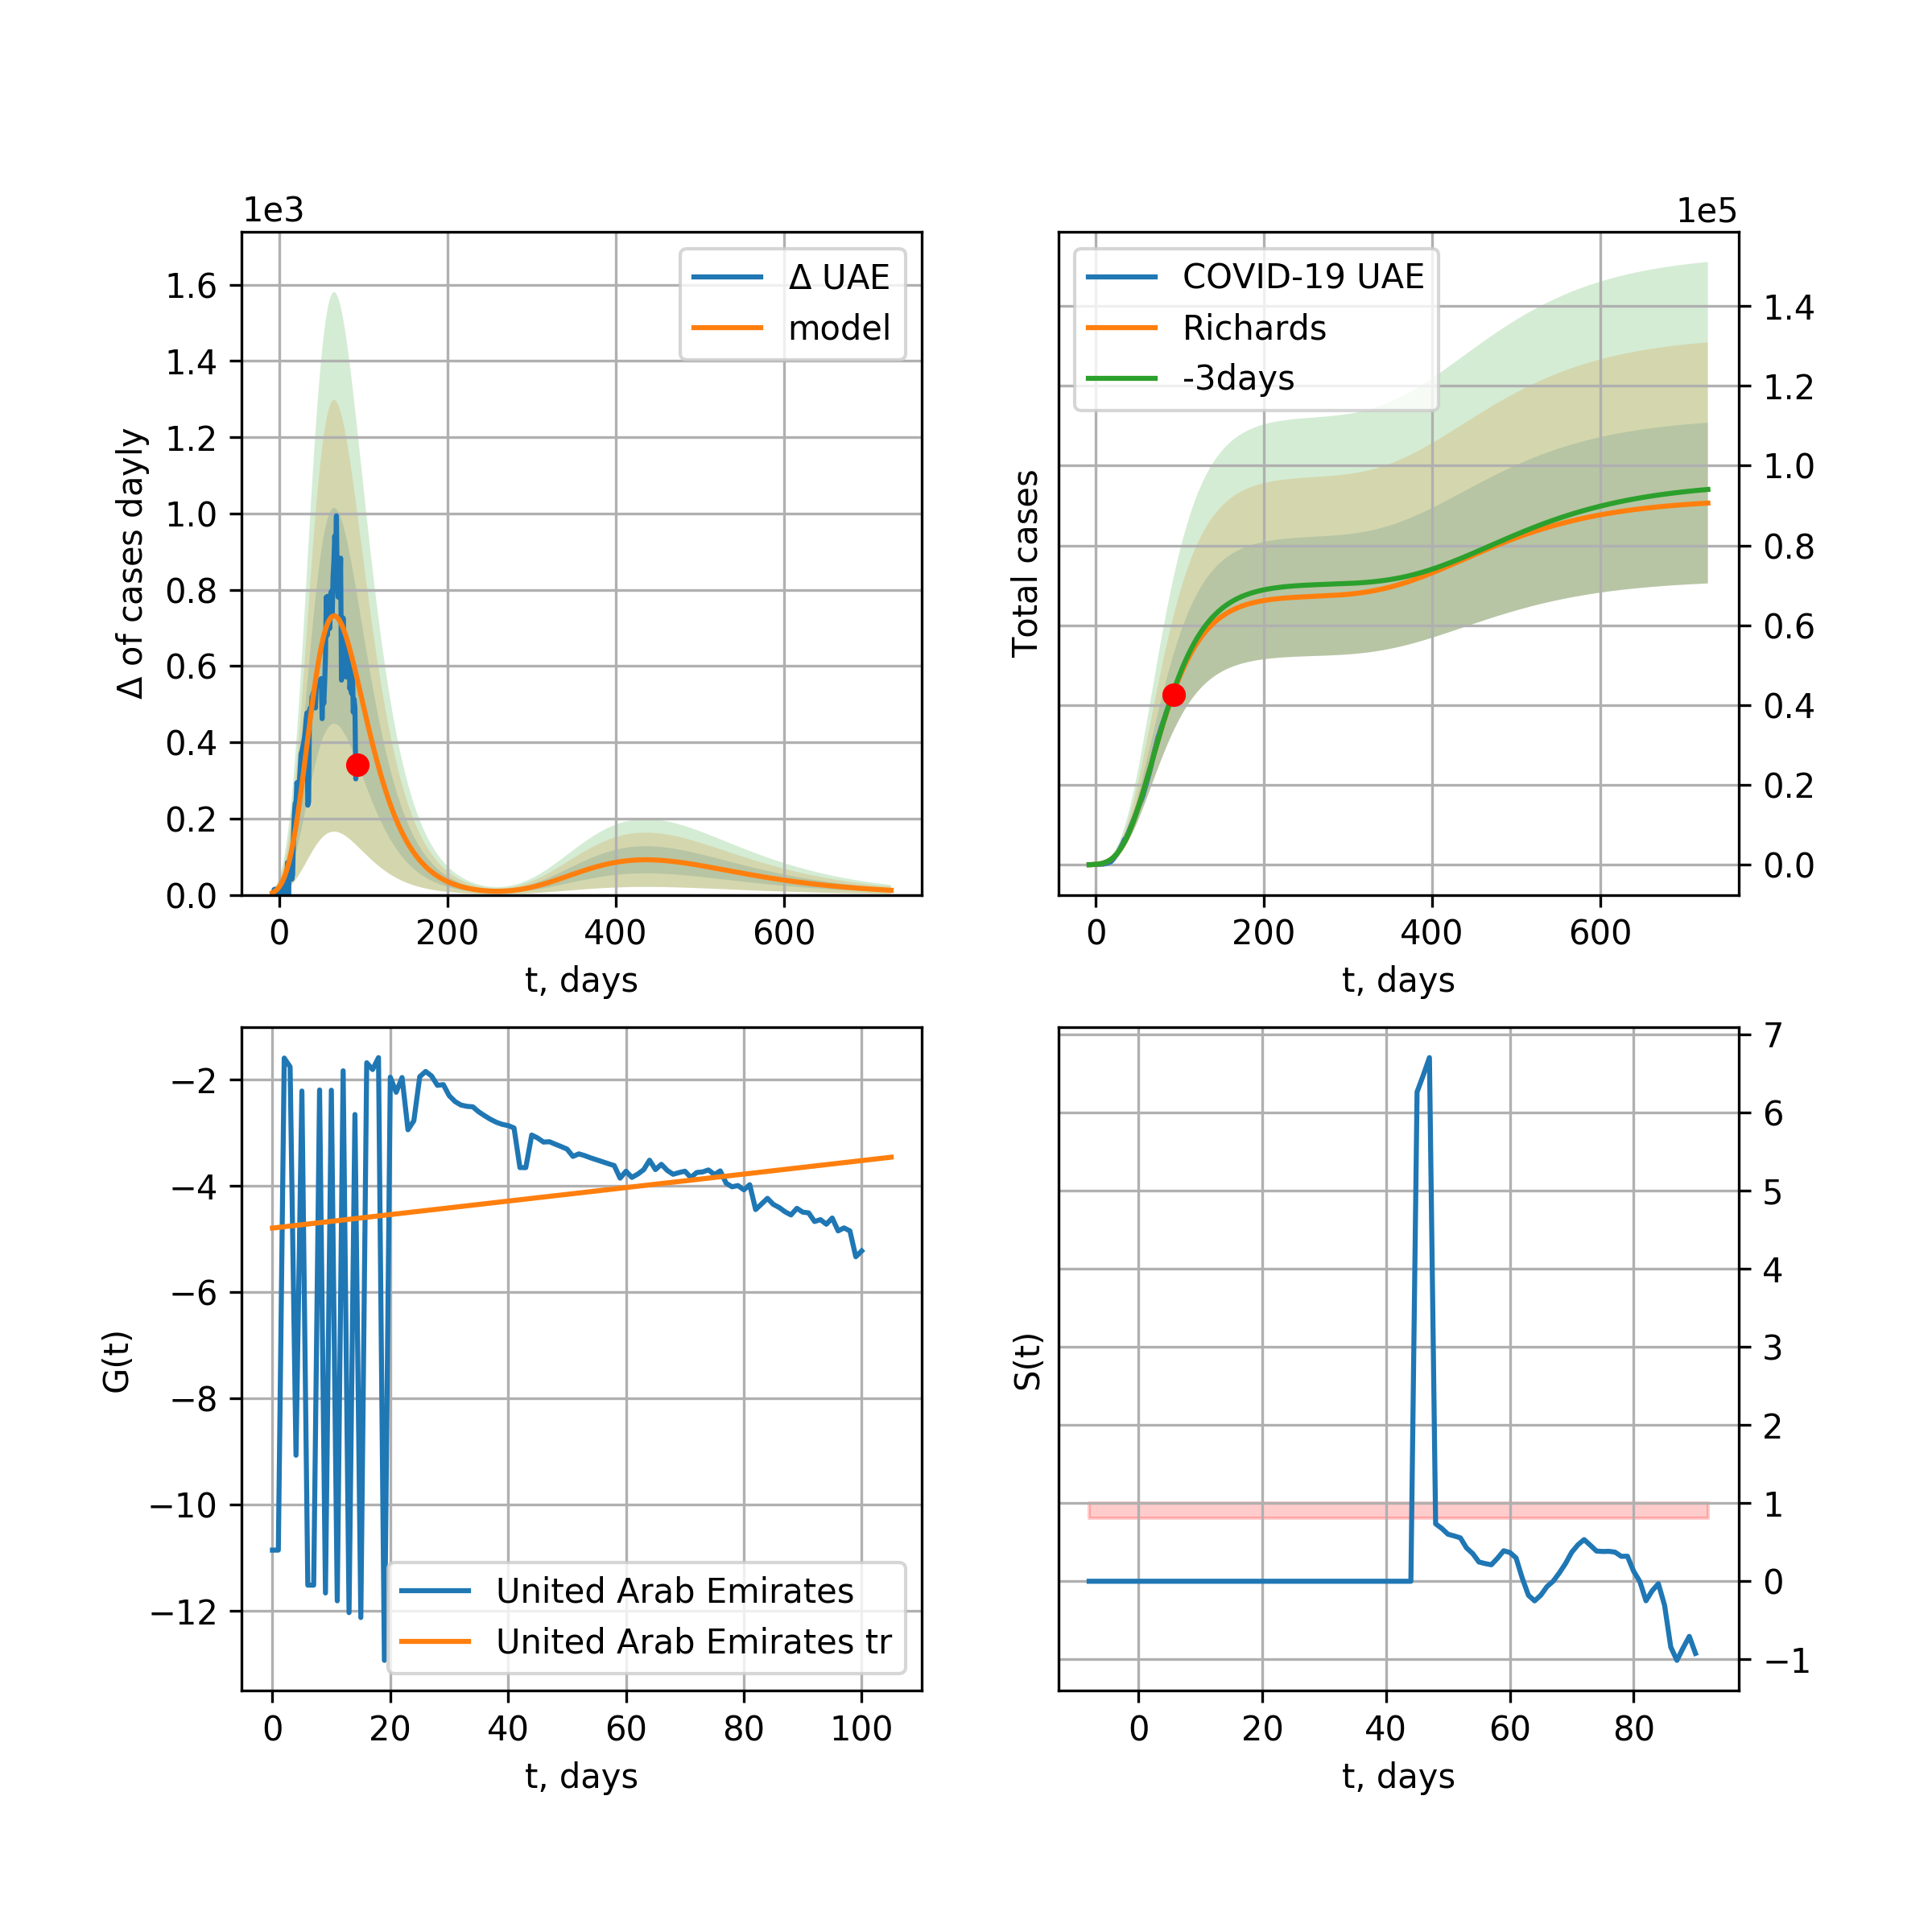 1e3
Δ UAE
model
1.6
1.4
1.2
1.0
0.8
0.6
0.4
0.2
0.0
Δ of cases dayly
0 200 400 600
t, days
1e5
COVID-19 UAE
Richards
-3days
1.4
1.2
1.0
0.8
0.6
0.4
0.2
0.0
Total cases
0 200 400 600
t, days
−2
−4
−6
−8
−10
−12
G(t)
United Arab Emirates
United Arab Emirates tr
0 20 40 60 80 100
t, days
7
6
5
4
3
2
1
0
−1
S(t)
0 20 40 60 80
t, days